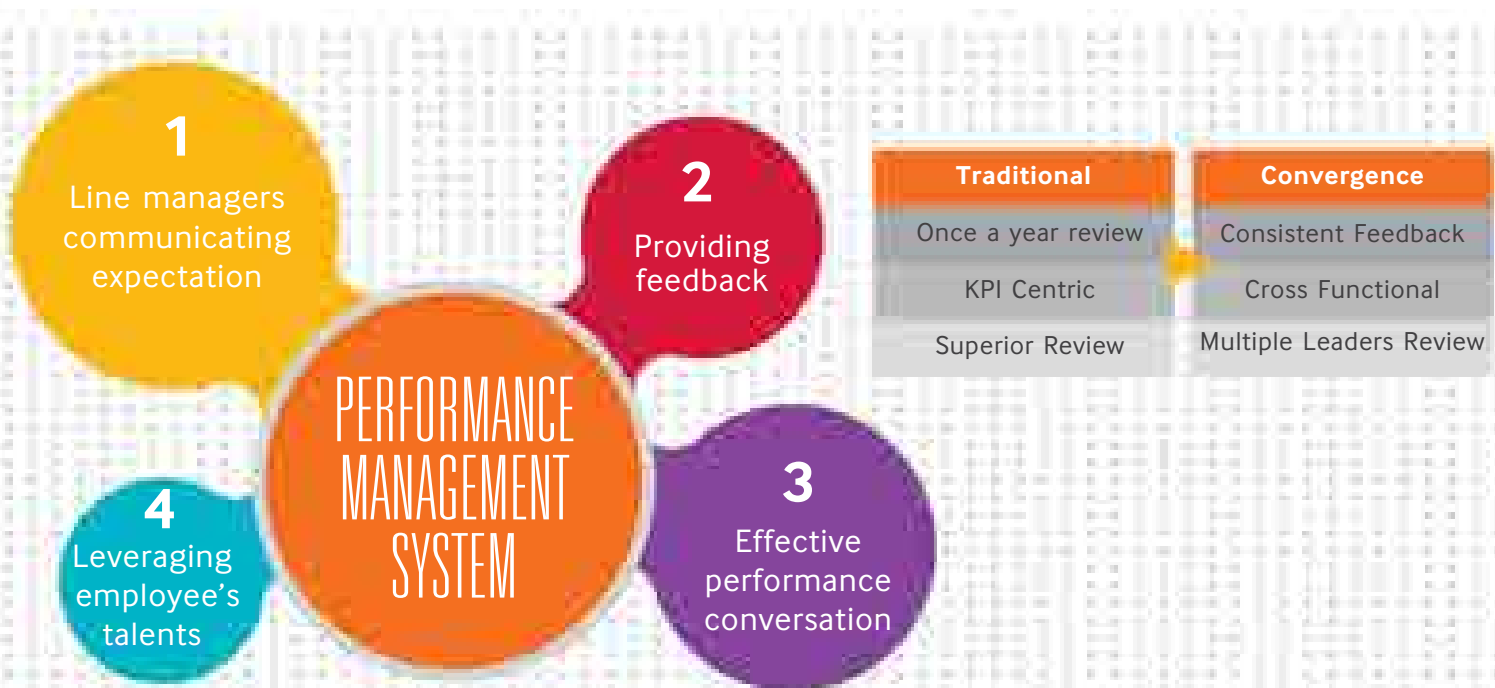 1
Line managers
communicating
expectation
2
Providing
feedback
3
Effective
performance
conversation
4
Leveraging
employee’s
talents
PERFORMANCE
MANAGEMENT
SYSTEM
Traditional Convergence
Once a year review Consistent Feedback
KPI Centric Cross Functional
Superior Review Multiple Leaders Review